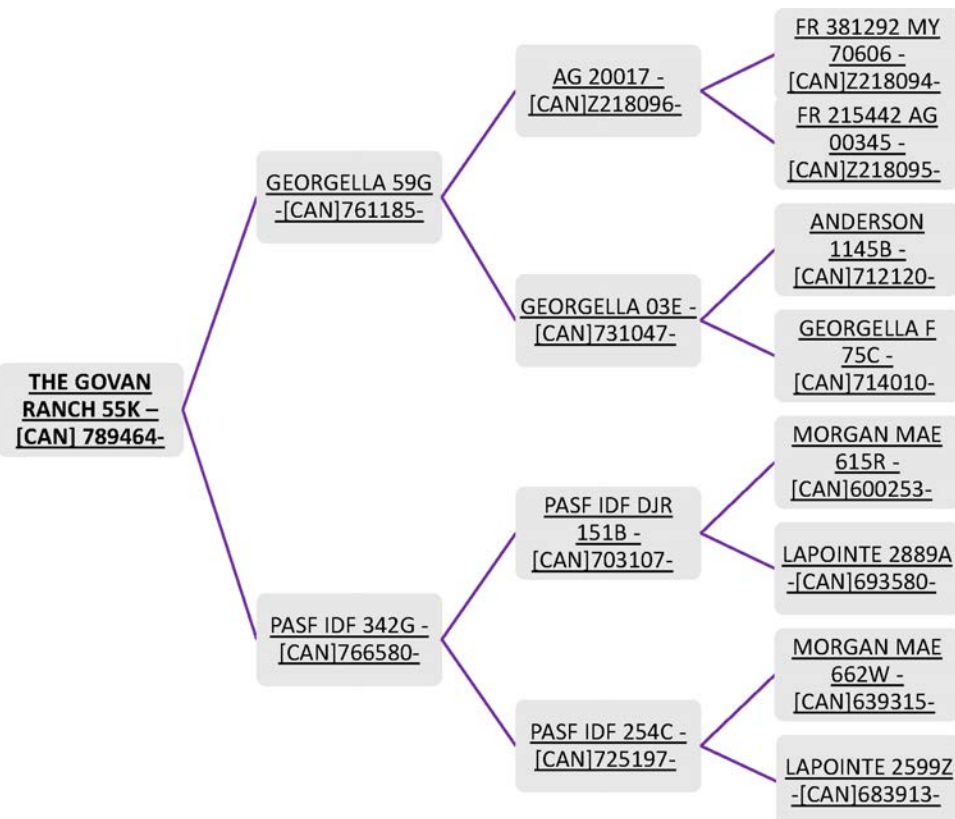 FR 381292 MY
70606 -
[CAN]Z218094-
AG 20017 -
[CAN]Z218096-
FR 215442 AG
00345 -
[CAN]Z218095-
GEORGELLA 59G
-[CAN]761185-
ANDERSON
1145B -
[CAN]712120-
GEORGELLA 03E -
[CAN]731047-
GEORGELLA F
75C -
[CAN]714010-
THE GOVAN
RANCH 55K –
[CAN] 789464-
MORGAN MAE
615R -
[CAN]600253-
PASF IDF DJR
151B -
[CAN]703107-
LAPOINTE 2889A
-[CAN]693580-
PASF IDF 342G -
[CAN]766580-
MORGAN MAE
662W -
[CAN]639315-
PASF IDF 254C -
[CAN]725197-
LAPOINTE 2599Z
-[CAN]683913-